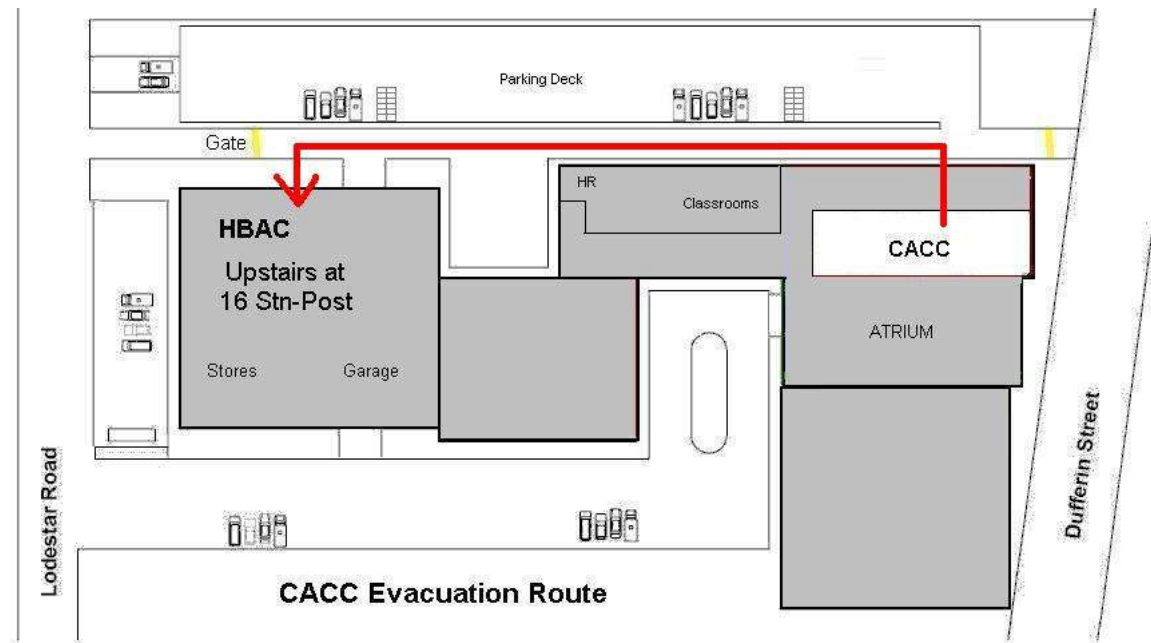 Parking Deck
Gate
HR
Classrooms
HBAC
CACC
Upstairs at
16 Stn-Post
ATRIUM
Stores
Garage
Lodestar Road
Dufferin Street
CACC Evacuation Route